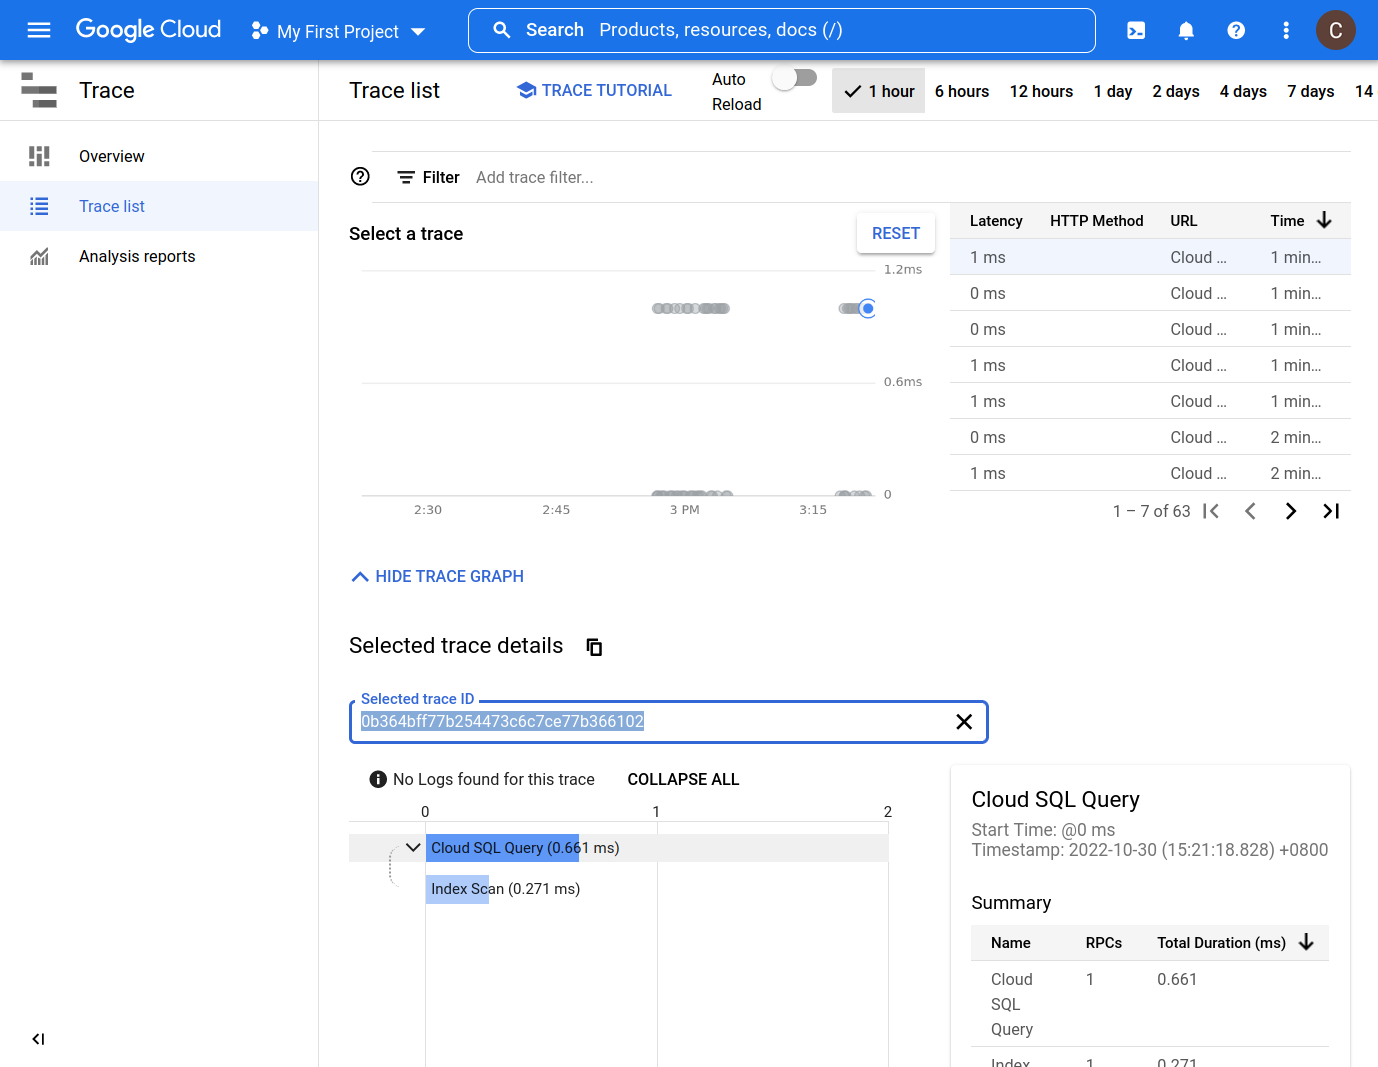 Google Cloud
My First Project
Search Products, resources, docs (/)
C
Trace
Trace list
TRACE TUTORIAL
Auto
Reload
1 hour
6 hours
12 hours
1 day
2 days
4 days
7 days
14
Overview
Trace list
Analysis reports
Filter Add trace filter...
Select a trace
RESET
1.2ms
0.6ms
0
2:30
2:45
3 PM
3:15
Latency HTTP Method URL Time
1 ms Cloud ... 1 min...
0 ms Cloud ... 1 min...
0 ms Cloud ... 1 min...
1 ms Cloud ... 1 min...
1 ms Cloud ... 1 min...
0 ms Cloud ... 2 min...
1 ms Cloud ... 2 min...
1 – 7 of 63
HIDE TRACE GRAPH
Selected trace details
Selected trace ID
0b364bff77b254473c6c7ce77b366102
No Logs found for this trace
COLLAPSE ALL
0 1 2
Cloud SQL Query (0.661 ms)
Index Scan (0.271 ms)
Cloud SQL Query
Start Time: @0 ms
Timestamp: 2022-10-30 (15:21:18.828) +0800
Summary
Name RPCs Total Duration (ms)
Cloud SQL Query 1 0.661
Index 1 0.271